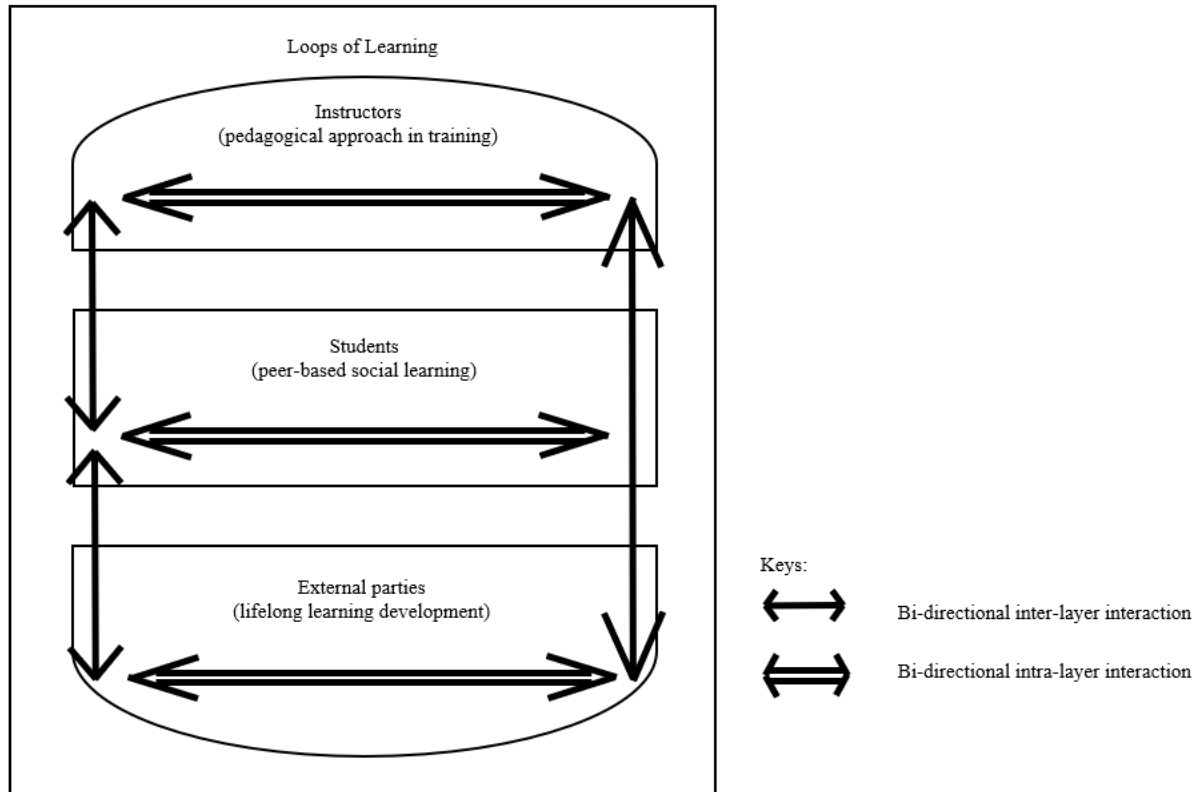 Loops of Learning
Instructors
(pedagogical approach in training)
Students
(peer-based social learning)
External parties
(lifelong learning development)
Keys:
Bi-directional inter-layer interaction
Bi-directional intra-layer interaction